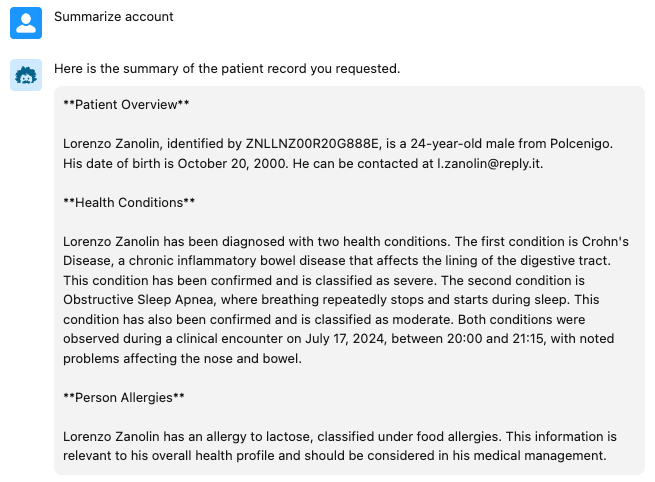 Summarize account
Here is the summary of the patient record you requested.
**Patient Overview**
Lorenzo Zanolin, identified by ZNLLNZ00R20G888E, is a 24-year-old male from Polcenigo.
His date of birth is October 20, 2000. He can be contacted at l.zanolin@reply.it.
**Health Conditions**
Lorenzo Zanolin has been diagnosed with two health conditions. The first condition is Crohn's
Disease, a chronic inflammatory bowel disease that affects the lining of the digestive tract.
This condition has been confirmed and is classified as severe. The second condition is
Obstructive Sleep Apnea, where breathing repeatedly stops and starts during sleep. This
condition has also been confirmed and is classified as moderate. Both conditions were
observed during a clinical encounter on July 17, 2024, between 20:00 and 21:15, with noted
problems affecting the nose and bowel.
**Person Allergies**
Lorenzo Zanolin has an allergy to lactose, classified under food allergies. This information is
relevant to his overall health profile and should be considered in his medical management.